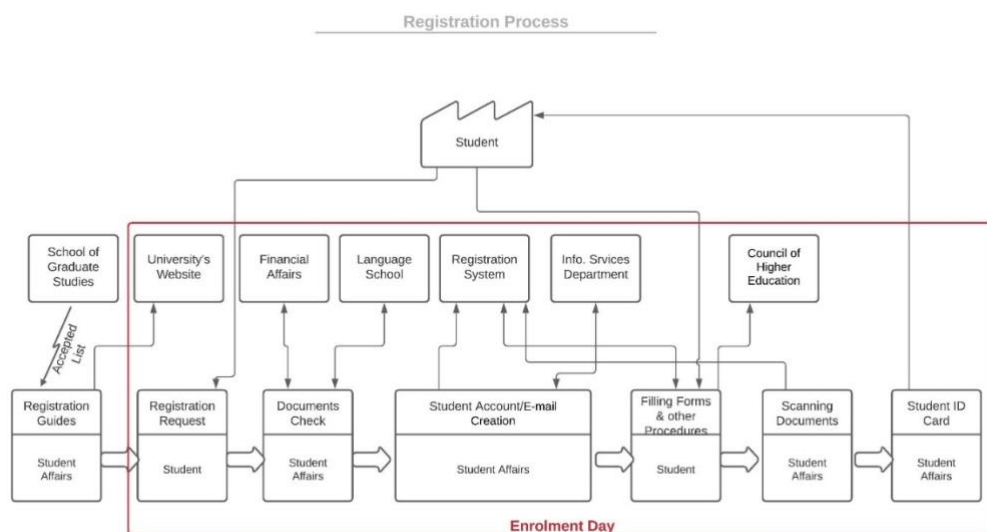 Registration Process
Student
School of
Graduate
Studies
University's
Website
Financial
Affairs
Language
School
Registration
System
Info. Srvices
Department
Council of
Higher
Education
Accepted
List
Registration
Guides
Student
Affairs
Registration
Request
Student
Documents
Check
Student
Affairs
Student Account/E-mail
Creation
Student Affairs
Filling Forms
& other
Procedures
Student
Scanning
Documents
Student
Affairs
Student ID
Card
Student
Affairs
Enrolment Day